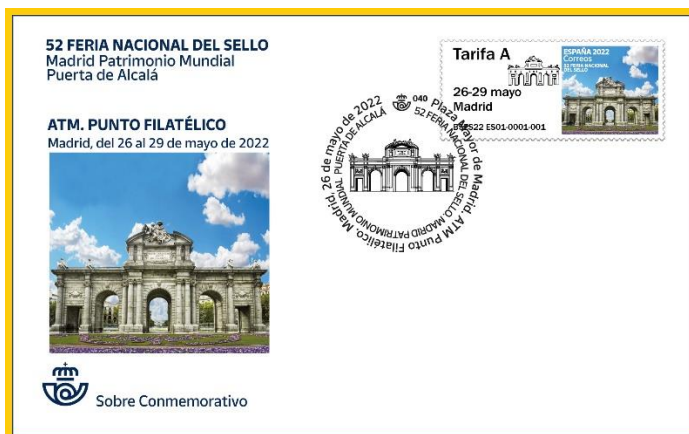 52 FERIA NACIONAL DEL SELLO
Madrid Patrimonio Mundial
Puerta de Alcalá
ATM. PUNTO FILATÉLICO
Madrid, del 26 al 29 de mayo de 2022
Sobre Conmemorativo
Madrid, 26 de mayo de 2022
040 Plaza Mayor de Madrid. ATM Punto Filatélico.
52 FERIA NACIONAL DEL SELLO. MADRID PATRIMONIO MUNDIAL PUERTA DE ALCALÁ
Tarifa A
26-29 mayo
Madrid
ES01-0001-001
ESPAÑA 2022
Correos
52 FERIA NACIONAL
DEL SELLO